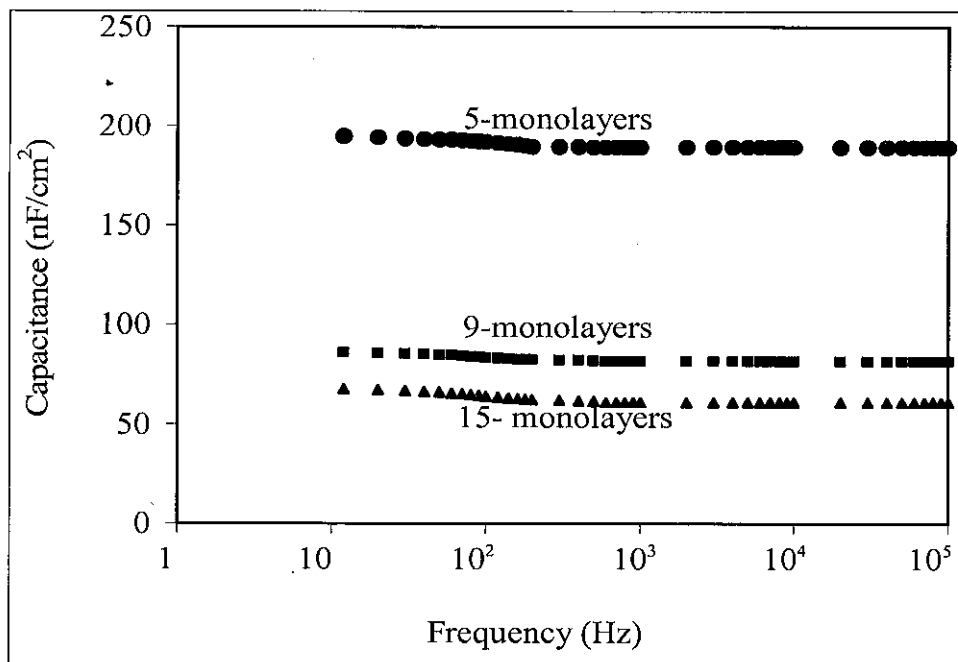 250
200
150
100
50
0
Capacitance (nF/cm²)
5-monolayers
9-monolayers
15- monolayers
1 10 10² 10³ 10⁴ 10⁵
Frequency (Hz)